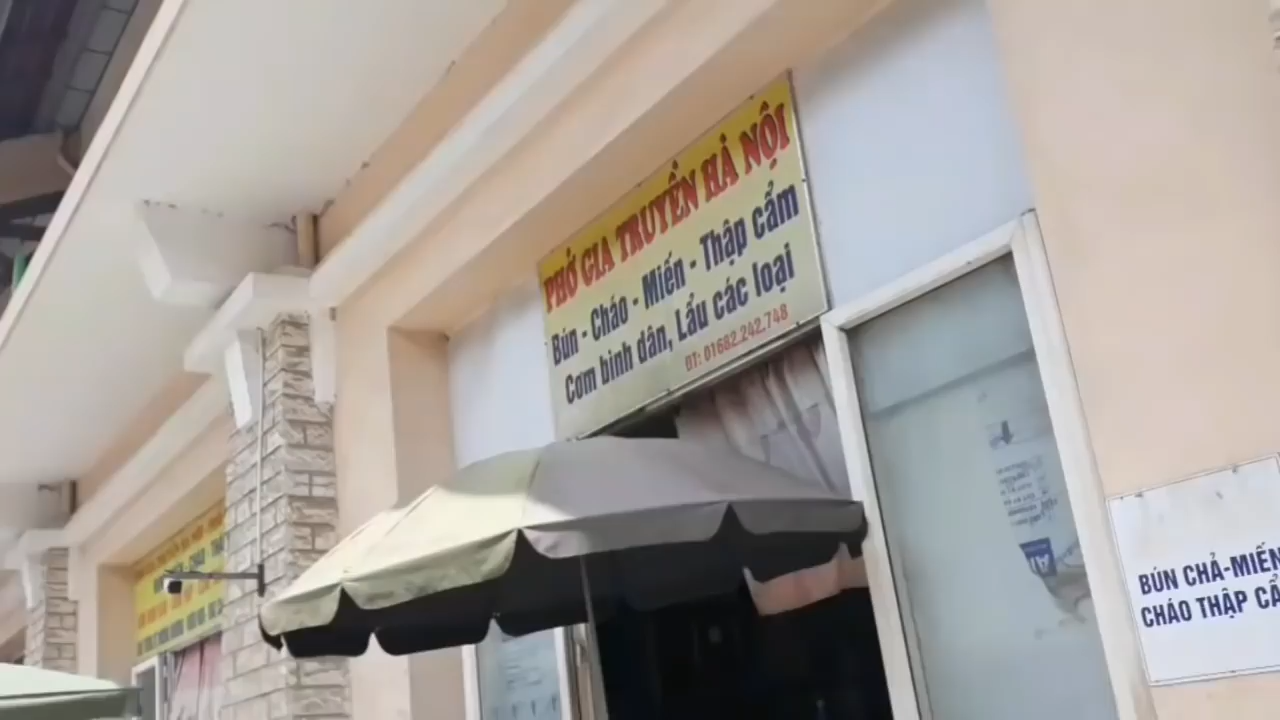 PHỞ GIA TRUYỀN HÀ NỘI
Bún - Cháo - Miến - Thập cẩm
Cơm bình dân, Lẩu các loại
ĐT: 01682.242.748
BÚN CHẢ-MIẾN
CHÁO THẬP CẨ